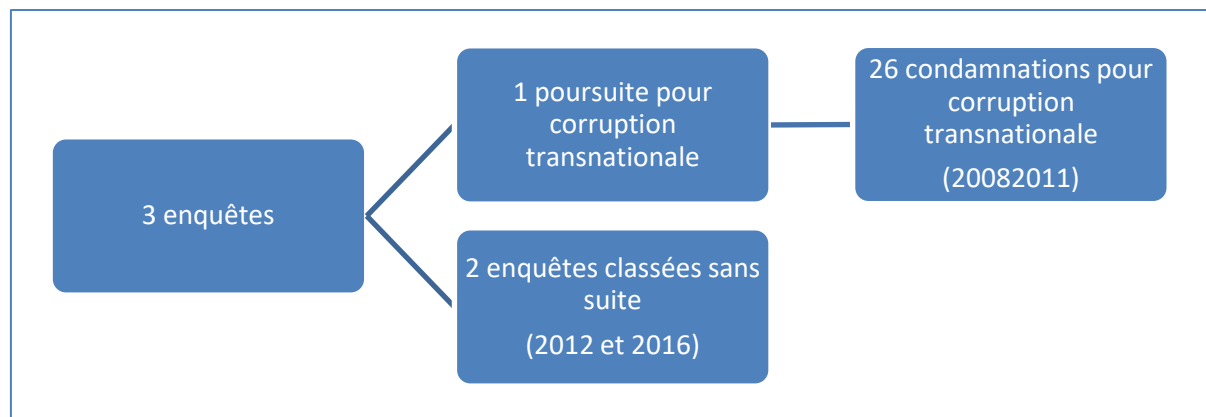 3 enquêtes
1 poursuite pour
corruption
transnationale
26 condamnations pour
corruption
transnationale
(20082011)
2 enquêtes classées sans
suite
(2012 et 2016)